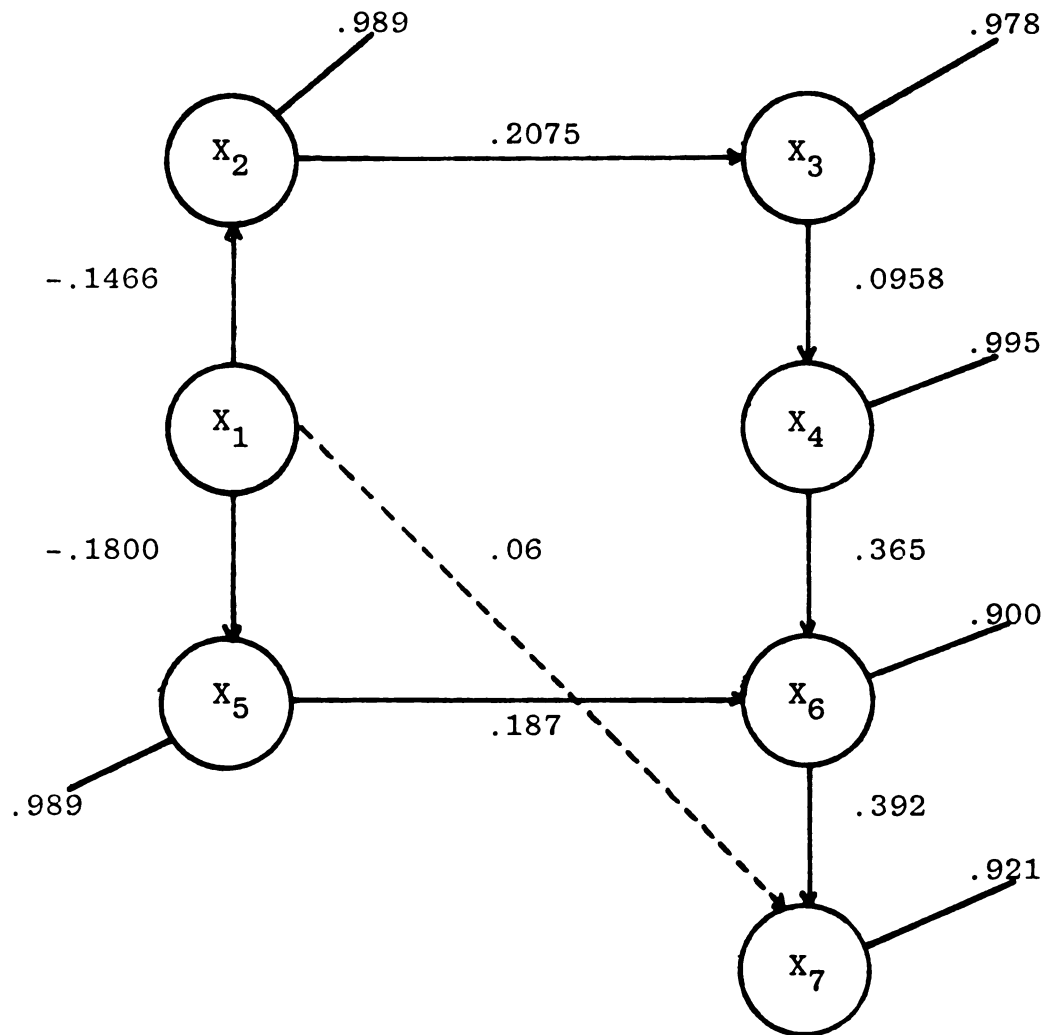 .989
.978
X2
.2075
X3
-.1466
.0958
.995
X1
X4
-.1800
.06
.365
.900
X5
X6
.187
.989
.392
.921
X7